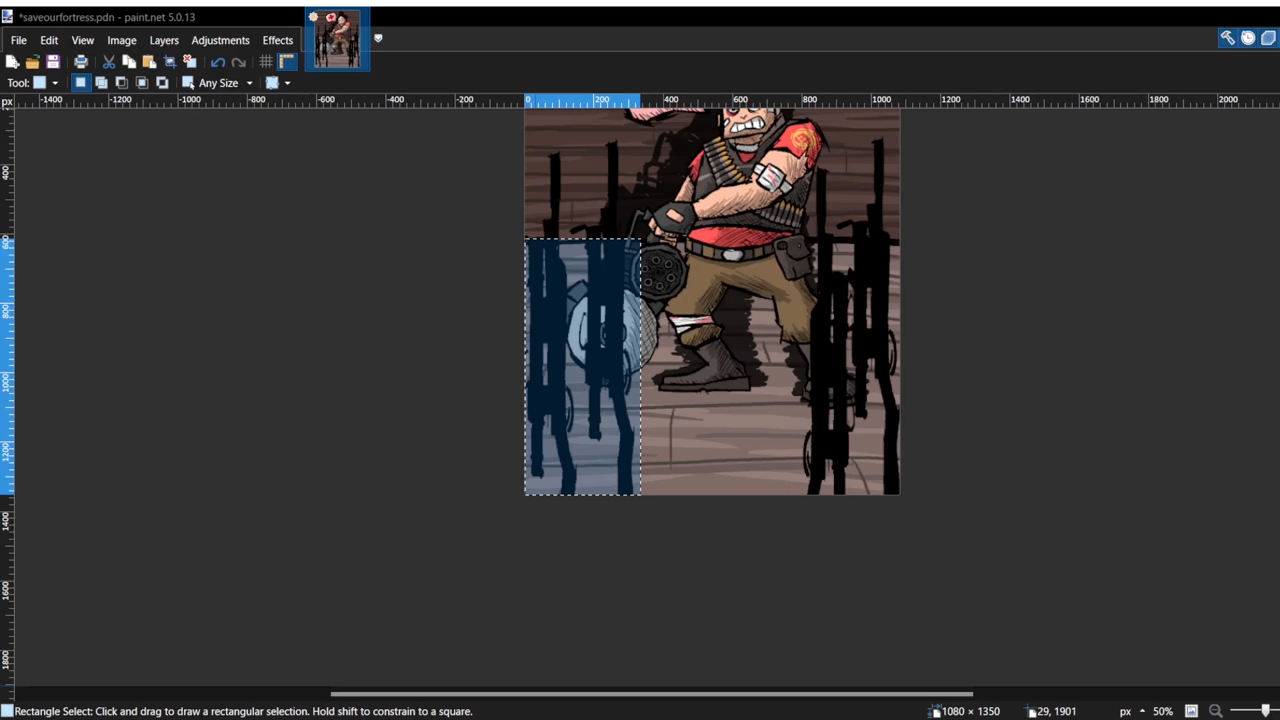 *saveourfortress.pdn - paint.net 5.0.13
File Edit View Image Layers Adjustments Effects
Tool: Any Size
px -1400 -1200 -1000 -800 -600 -400 -200 0 200 400 600 800 1000 1200 1400 1600 1800 2000
400
600
800
1000
1200
1400
1600
1800
Rectangle Select: Click and drag to draw a rectangular selection. Hold shift to constrain to a square. 1080 × 1350 29, 1901 px 50%